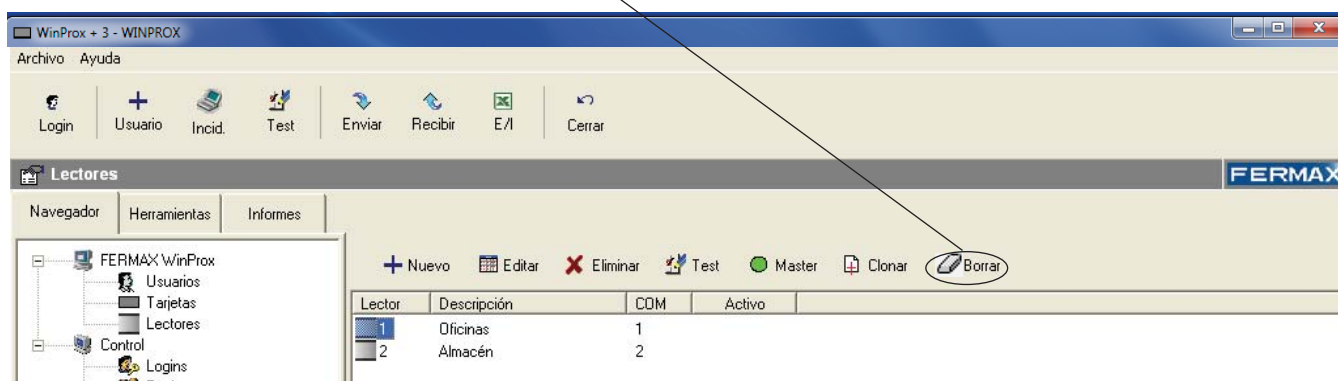 WinProx + 3 - WINPROX
Archivo Ayuda
Login Usuario Incid. Test Enviar Recibir E/I Cerrar
Lectores FERMAX
Navegador Herramientas Informes
FERMAX WinProx
Usuarios
Tarjetas
Lectores
Control
Logins
Nuevo Editar Eliminar Test Master Clonar Borrar
Lector Descripción COM Activo
1 Oficinas 1
2 Almacén 2